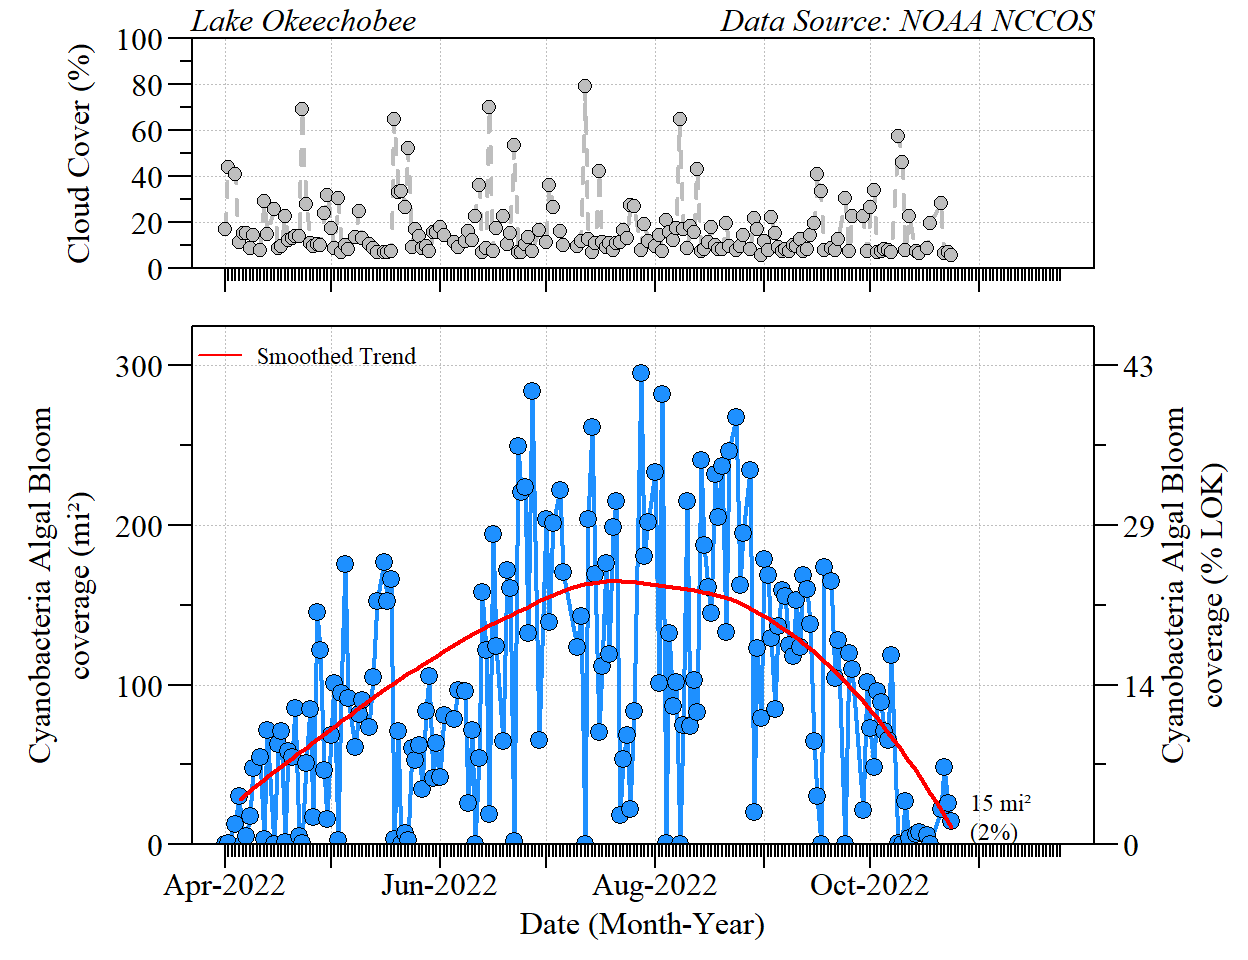 Lake Okeechobee
Data Source: NOAA NCCOS
Cloud Cover (%)
100
80
60
40
20
0
Smoothed Trend
Cyanobacteria Algal Bloom
coverage (mi²)
300
200
100
0
43
29
14
0
Cyanobacteria Algal Bloom
coverage (% LOK)
15 mi²
(2%)
Apr-2022
Jun-2022
Aug-2022
Oct-2022
Date (Month-Year)